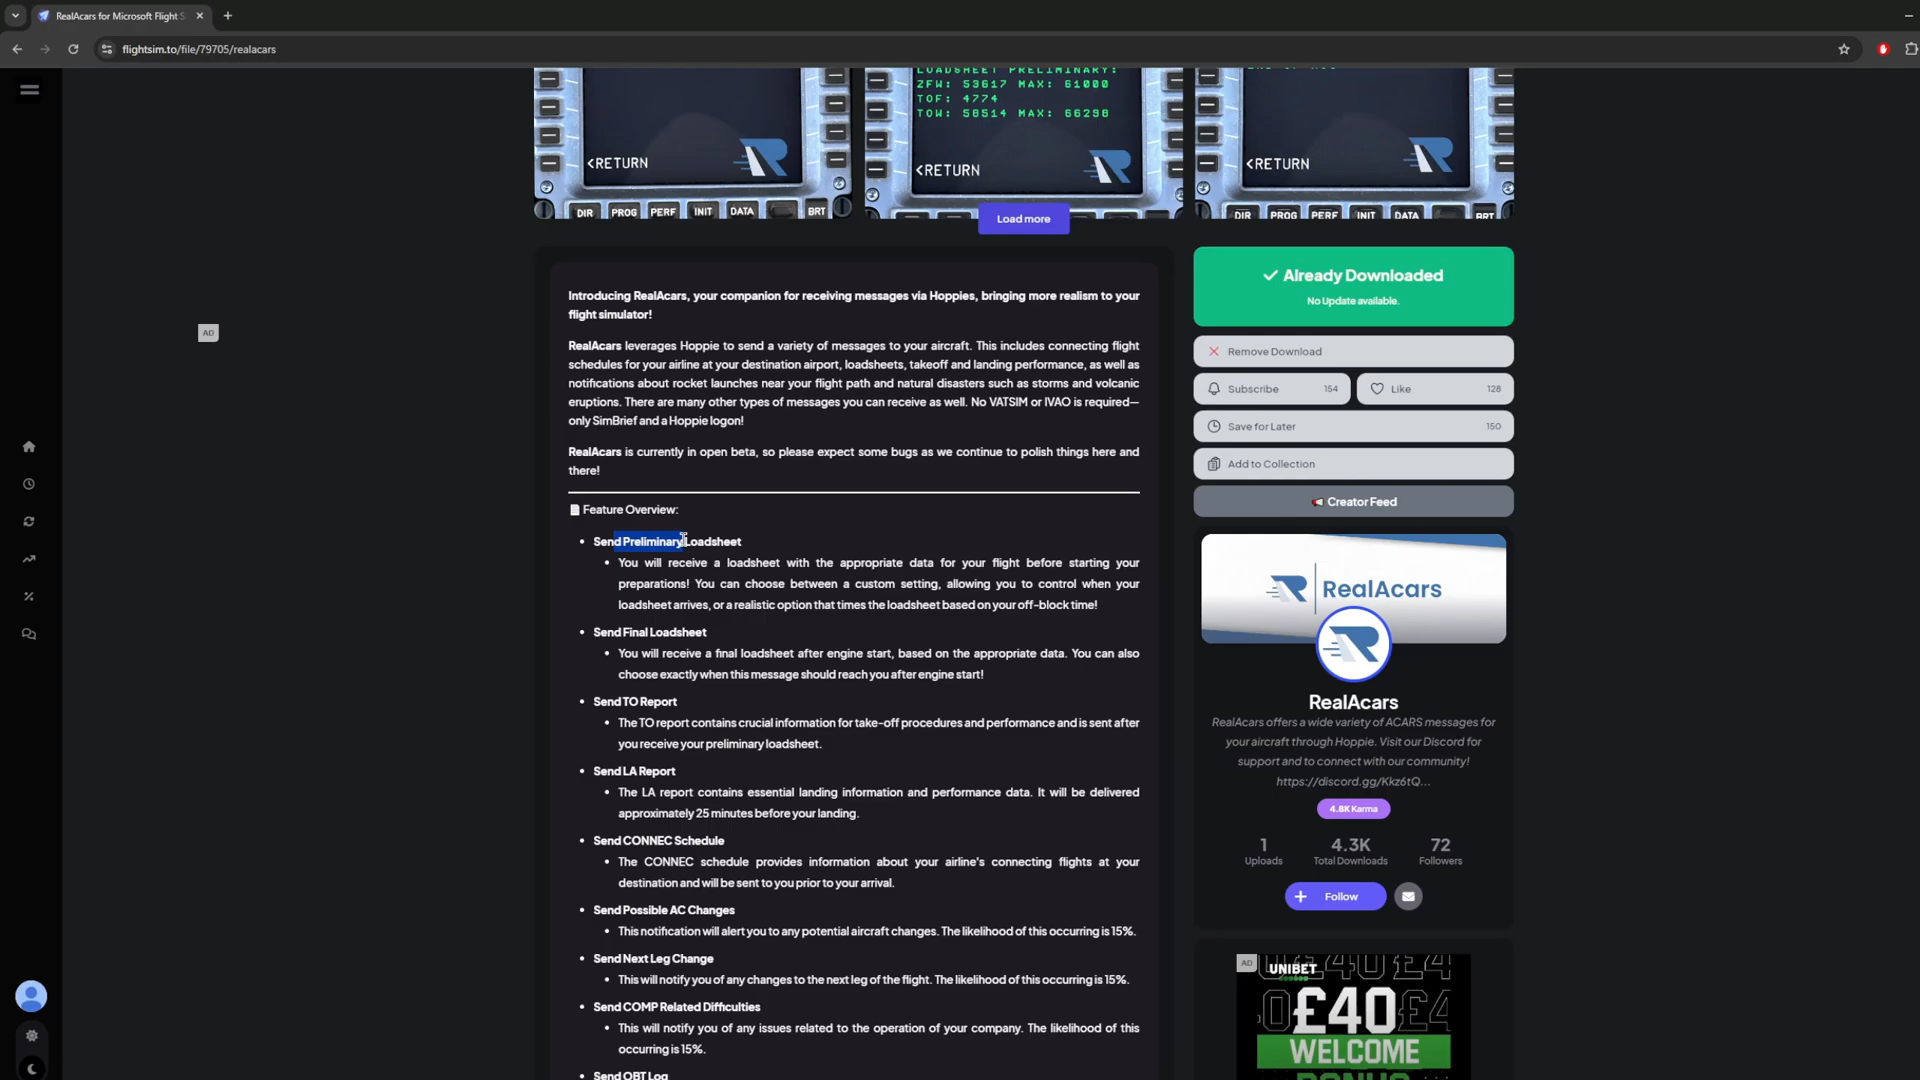 RealAcars for Microsoft Flight S
flightsim.to/file/79705/realacars
LOADSHEET PRELIMINARY:
ZFW: 53617 MAX: 61000
TOF: 4774
TOW: 58514 MAX: 66290
<RETURN
<RETURN
<RETURN
DIR PROG PERF INIT DATA BRT
DIR PROG PERF INIT DATA
DIR PROG PERF INIT DATA BRT
Load more
AD
Introducing RealAcars, your companion for receiving messages via Hoppies, bringing more realism to your
flight simulator!
RealAcars leverages Hoppie to send a variety of messages to your aircraft. This includes connecting flight
schedules for your airline at your destination airport, loadsheets, takeoff and landing performance, as well as
notifications about rocket launches near your flight path and natural disasters such as storms and volcanic
eruptions. There are many other types of messages you can receive as well. No VATSIM or IVAO is required—
only SimBrief and a Hoppie logon!
RealAcars is currently in open beta, so please expect some bugs as we continue to polish things here and
there!
Feature Overview:
• Send Preliminary Loadsheet
• You will receive a loadsheet with the appropriate data for your flight before starting your
preparations! You can choose between a custom setting, allowing you to control when your
loadsheet arrives, or a realistic option that times the loadsheet based on your off-block time!
• Send Final Loadsheet
• You will receive a final loadsheet after engine start, based on the appropriate data. You can also
choose exactly when this message should reach you after engine start!
• Send TO Report
• The TO report contains crucial information for take-off procedures and performance and is sent after
you receive your preliminary loadsheet.
• Send LA Report
• The LA report contains essential landing information and performance data. It will be delivered
approximately 25 minutes before your landing.
• Send CONNEC Schedule
• The CONNEC schedule provides information about your airline's connecting flights at your
destination and will be sent to you prior to your arrival.
• Send Possible AC Changes
• This notification will alert you to any potential aircraft changes. The likelihood of this occurring is 15%.
• Send Next Leg Change
• This will notify you of any changes to the next leg of the flight. The likelihood of this occurring is 15%.
• Send COMP Related Difficulties
• This will notify you of any issues related to the operation of your company. The likelihood of this
occurring is 15%.
Send OBT Log
Already Downloaded
No Update available.
Remove Download
Subscribe 154
Like 128
Save for Later 150
Add to Collection
Creator Feed
RealAcars
RealAcars
RealAcars offers a wide variety of ACARS messages for
your aircraft through Hoppie. Visit our Discord for
support and to connect with our community!
https://discord.gg/Kkz6tQ...
4.8K Karma
1 4.3K 72
Uploads Total Downloads Followers
Follow
AD
UNIBET
£40
WELCOME
BONUS